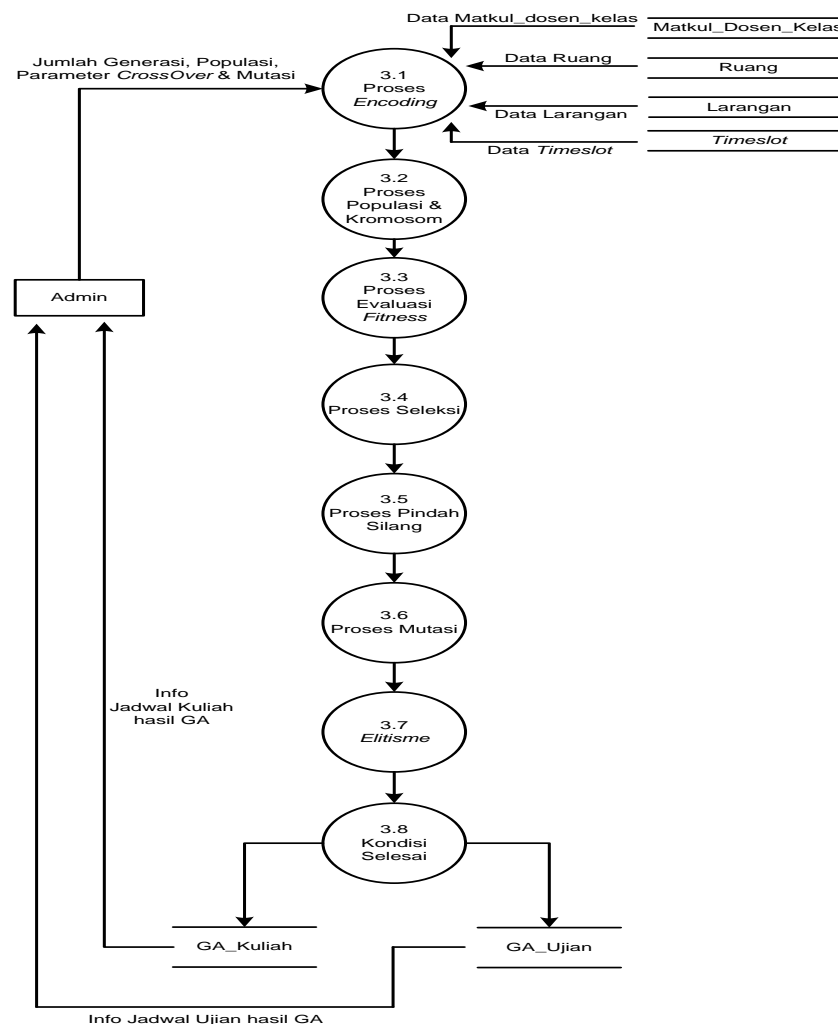 Data Matkul_dosen_kelas
Matkul_Dosen_Kelas
Jumlah Generasi, Populasi,
Parameter CrossOver & Mutasi
3.1
Proses
Encoding
Data Ruang
Ruang
Data Larangan
Larangan
Data Timeslot
Timeslot
3.2
Proses
Populasi &
Kromosom
3.3
Proses
Evaluasi
Fitness
Admin
3.4
Proses Seleksi
3.5
Proses Pindah
Silang
3.6
Proses Mutasi
Info
Jadwal Kuliah
hasil GA
3.7
Elitisme
3.8
Kondisi
Selesai
GA_Kuliah
GA_Ujian
Info Jadwal Ujian hasil GA